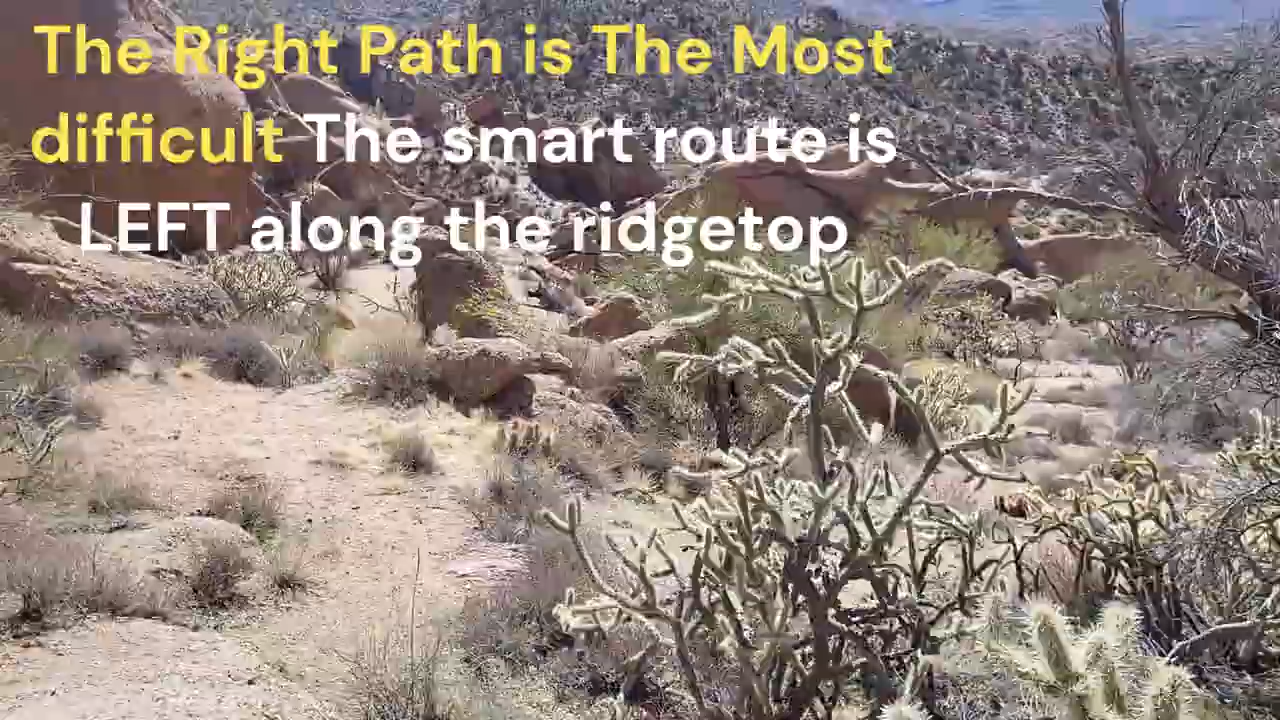 The Right Path is The Most
difficult The smart route is
LEFT along the ridgetop